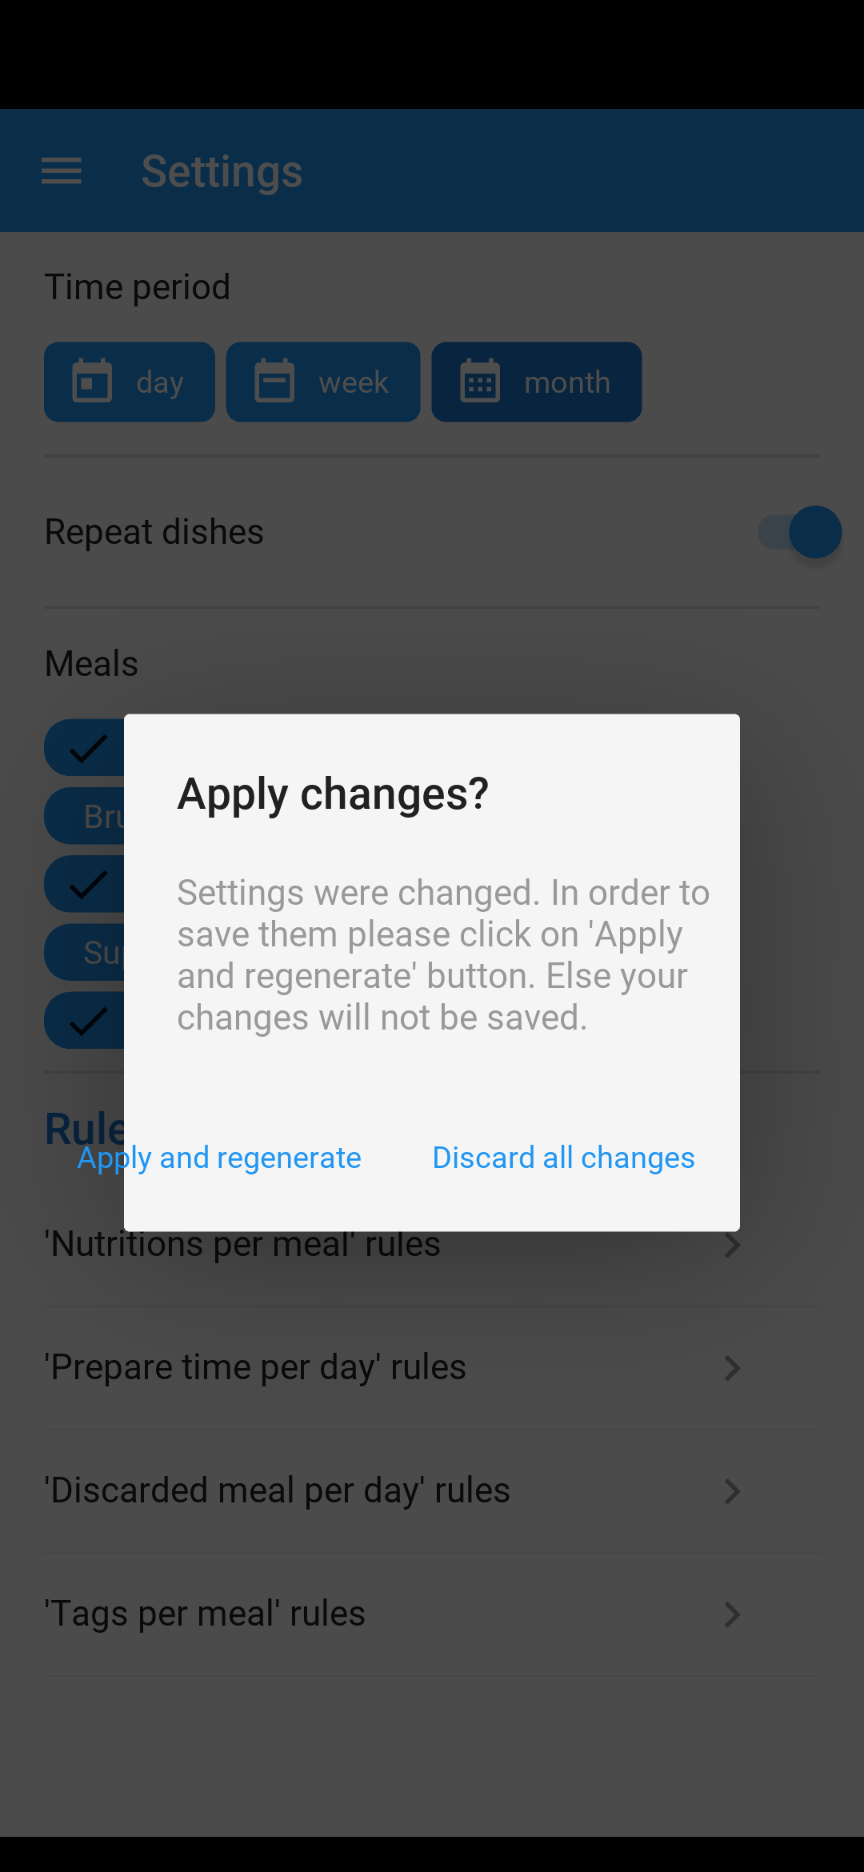 Settings
Time period
day
week
month
Repeat dishes
Meals
Apply changes?
Settings were changed. In order to
save them please click on 'Apply
and regenerate' button. Else your
changes will not be saved.
Apply and regenerate
Discard all changes
'Nutritions per meal' rules
'Prepare time per day' rules
'Discarded meal per day' rules
'Tags per meal' rules